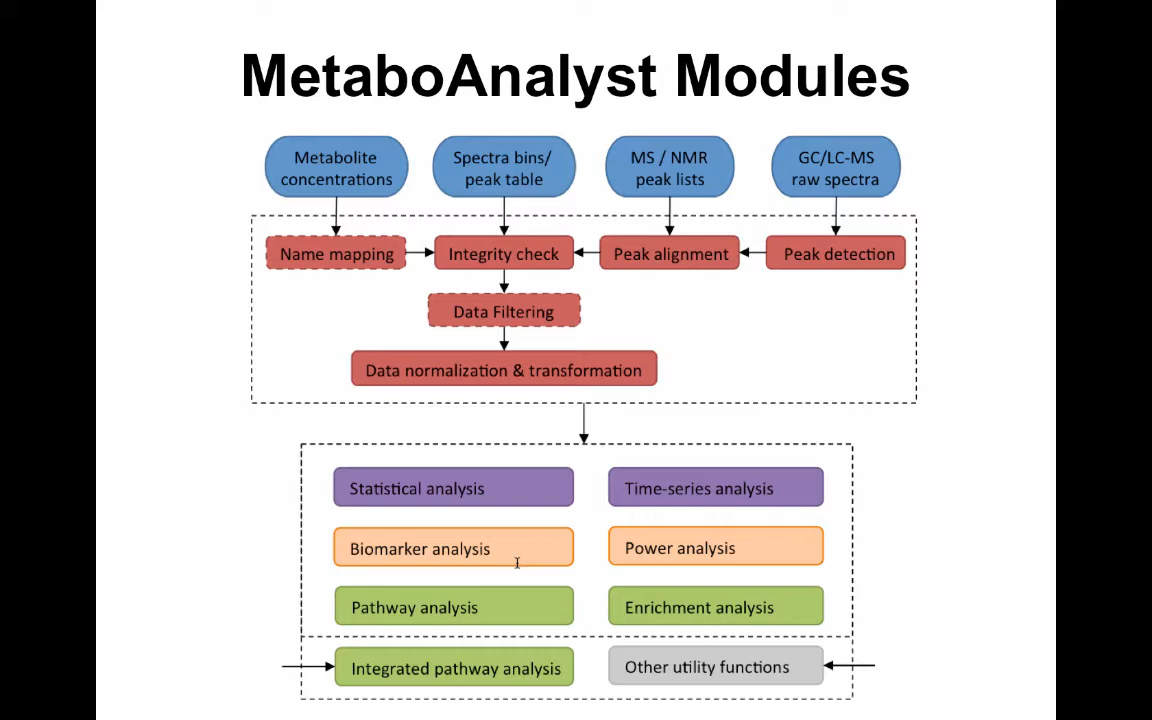 MetaboAnalyst Modules
Metabolite
concentrations
Spectra bins/
peak table
MS / NMR
peak lists
GC/LC-MS
raw spectra
Name mapping
Integrity check
Peak alignment
Peak detection
Data Filtering
Data normalization & transformation
Statistical analysis
Time-series analysis
Biomarker analysis
Power analysis
Pathway analysis
Enrichment analysis
Integrated pathway analysis
Other utility functions